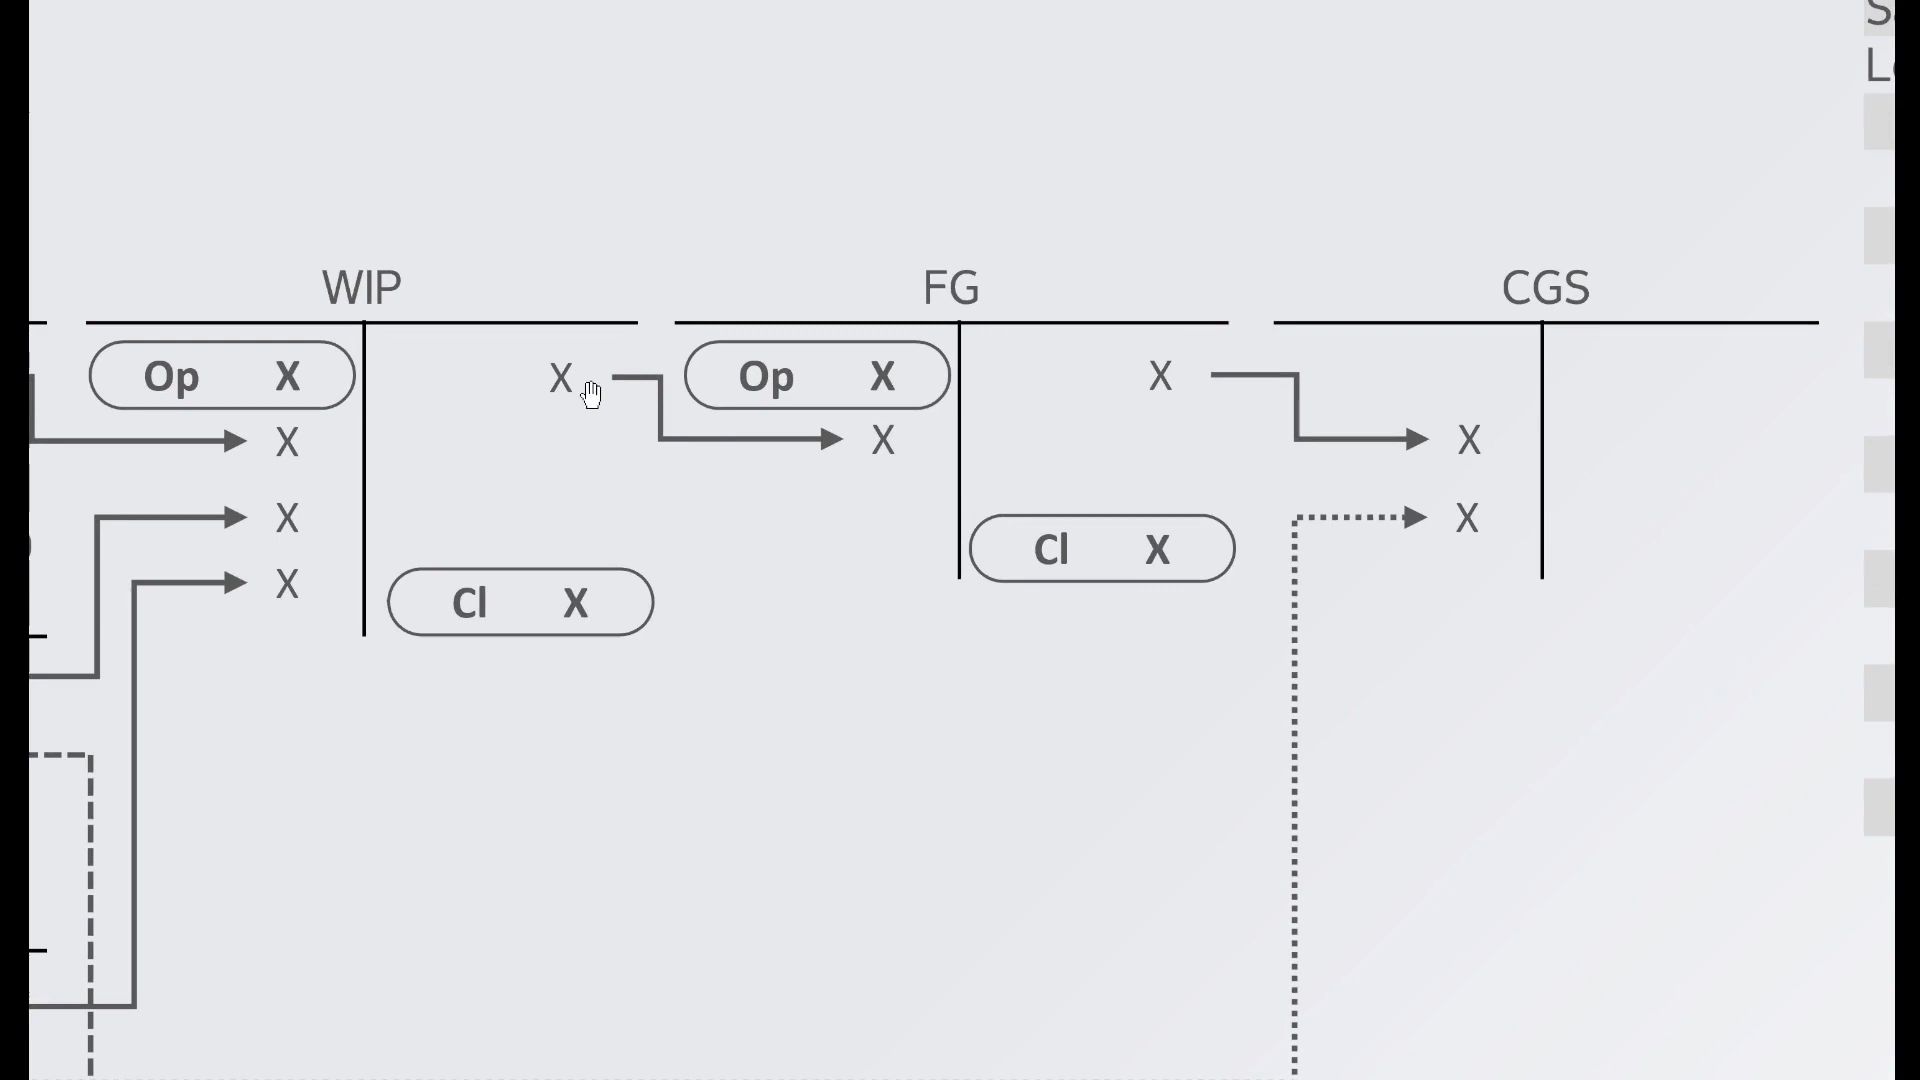 WIP FG CGS
Op X X Op X X
X X X
X X
X Cl X
Cl X